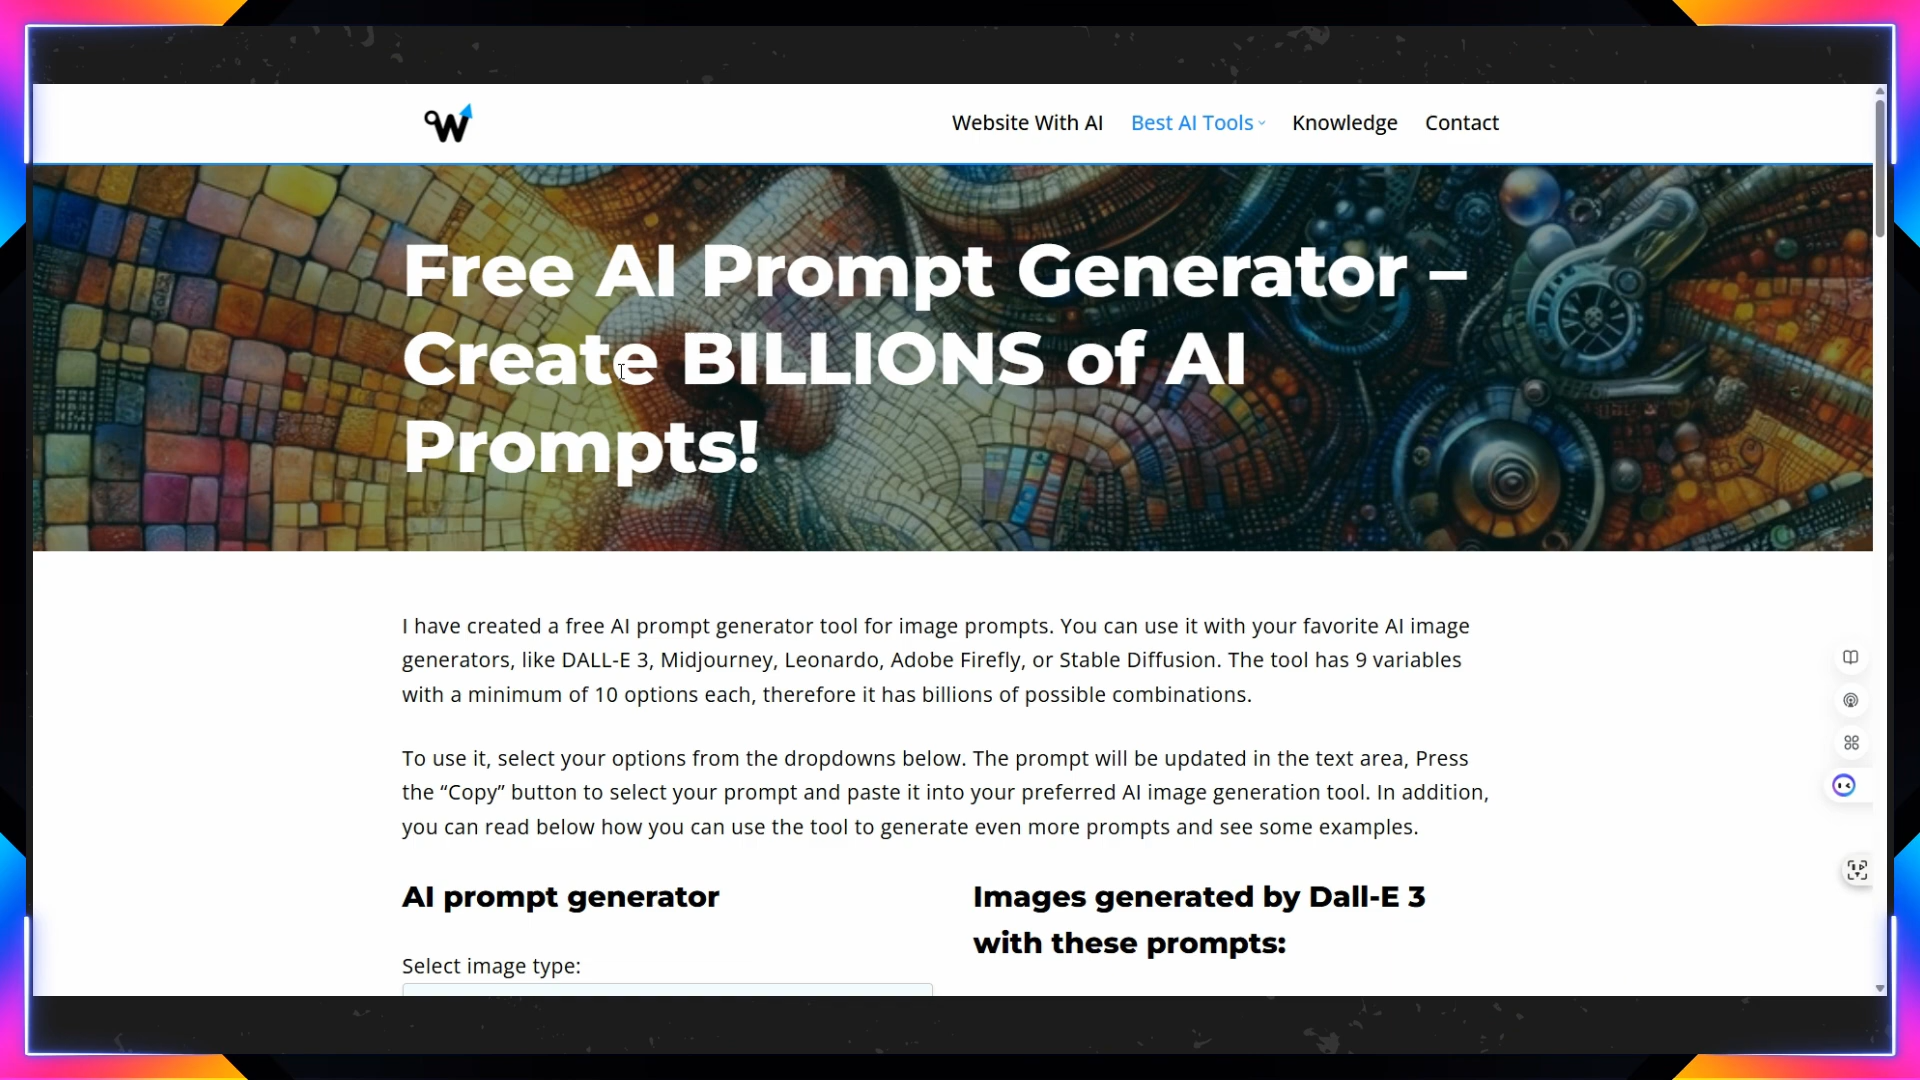 W
Website With AI Best AI Tools Knowledge Contact
Free AI Prompt Generator –
Create BILLIONS of AI
Prompts!
I have created a free AI prompt generator tool for image prompts. You can use it with your favorite AI image
generators, like DALL-E 3, Midjourney, Leonardo, Adobe Firefly, or Stable Diffusion. The tool has 9 variables
with a minimum of 10 options each, therefore it has billions of possible combinations.
To use it, select your options from the dropdowns below. The prompt will be updated in the text area, Press
the “Copy” button to select your prompt and paste it into your preferred AI image generation tool. In addition,
you can read below how you can use the tool to generate even more prompts and see some examples.
AI prompt generator
Select image type:
Images generated by Dall-E 3
with these prompts: